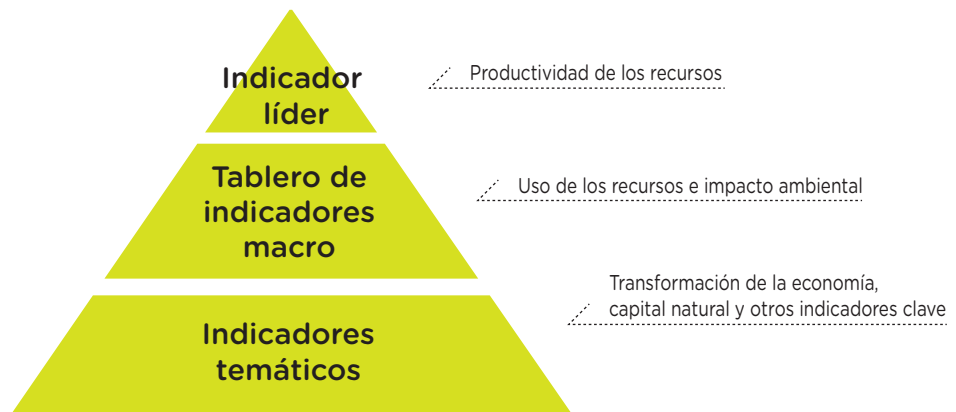 Indicador
líder
Productividad de los recursos
Tablero de
indicadores
macro
Uso de los recursos e impacto ambiental
Indicadores
temáticos
Transformación de la economía,
capital natural y otros indicadores clave